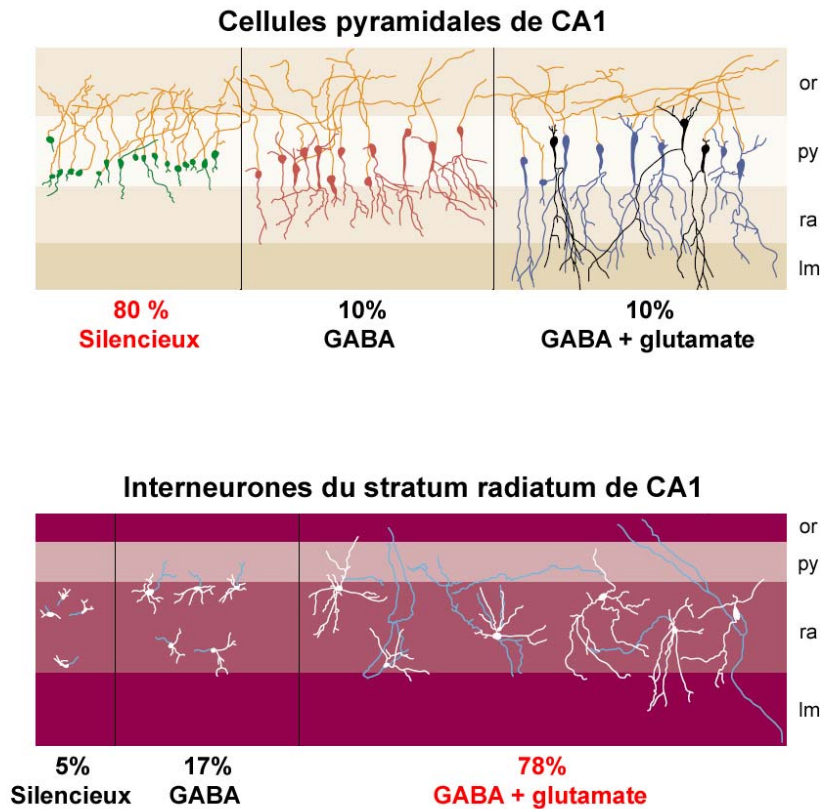 Cellules pyramidales de CA1
or
py
ra
lm
80 %
Silencieux
10%
GABA
10%
GABA + glutamate
Interneurones du stratum radiatum de CA1
or
py
ra
lm
5%
Silencieux
17%
GABA
78%
GABA + glutamate